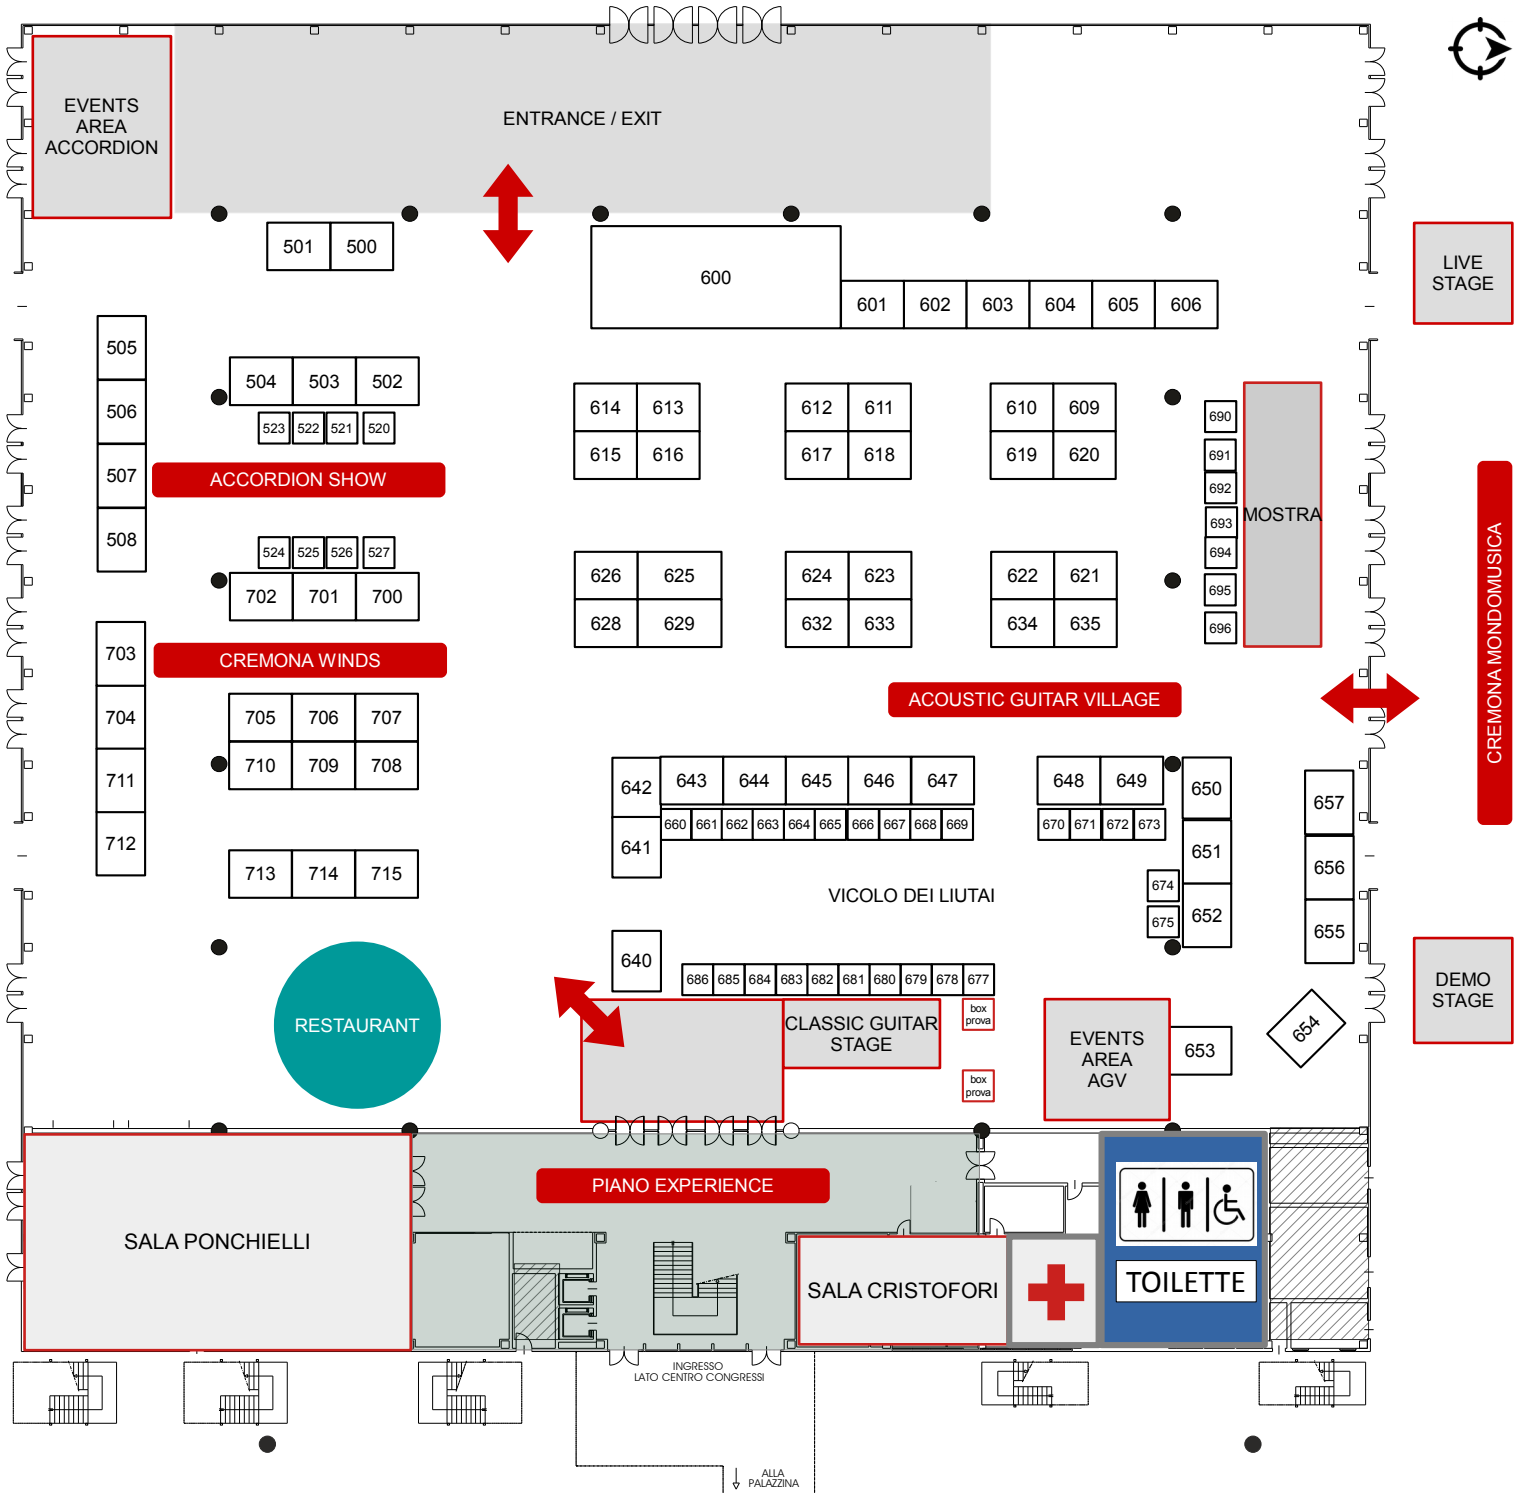 EVENTS
AREA
ACCORDION
ENTRANCE / EXIT
501 500
600
601 602 603 604 605 606
LIVE
STAGE
505
506
507
508
504 503 502
523 522 521 520
ACCORDION SHOW
524 525 526 527
702 701 700
CREMONA WINDS
703
704
711
712
705 706 707
710 709 708
713 714 715
614 613
615 616
612 611
617 618
610 609
619 620
626 625
628 629
624 623
632 633
622 621
634 635
690
691
692
693
694
695
696
MOSTRA
CREMONA MONDOMUSICA
ACOUSTIC GUITAR VILLAGE
642
641
643 644 645 646 647
660 661 662 663 664 665 666 667 668 669
648 649
670 671 672 673
650
651
652
674
675
657
656
655
VICOLO DEI LIUTAI
640
686 685 684 683 682 681 680 679 678 677
RESTAURANT
CLASSIC GUITAR
STAGE
box
prova
box
prova
EVENTS
AREA
AGV
653
654
DEMO
STAGE
PIANO EXPERIENCE
SALA PONCHIELLI
SALA CRISTOFORI
TOILETTE
INGRESSO
LATO CENTRO CONGRESSI
ALLA
PALAZZINA